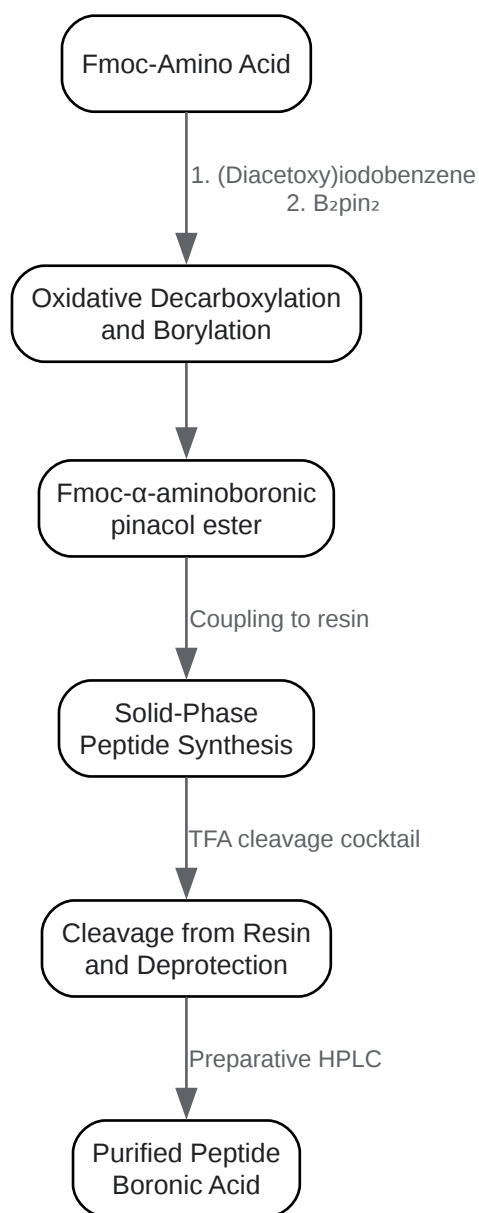 Fmoc-Amino Acid
1. (Diacetoxy)iodobenzene
2. B₂pin₂
Oxidative Decarboxylation
and Borylation
Fmoc-α-aminoboronic
pinacol ester
Coupling to resin
Solid-Phase
Peptide Synthesis
TFA cleavage cocktail
Cleavage from Resin
and Deprotection
Preparative HPLC
Purified Peptide
Boronic Acid